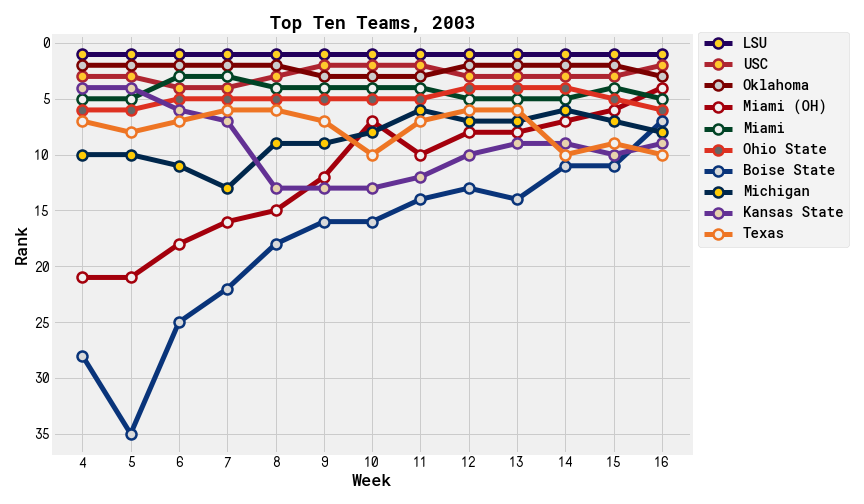 Top Ten Teams, 2003
0
5
10
15
20
25
30
35
Rank
4 5 6 7 8 9 10 11 12 13 14 15 16
Week
LSU
USC
Oklahoma
Miami (OH)
Miami
Ohio State
Boise State
Michigan
Kansas State
Texas